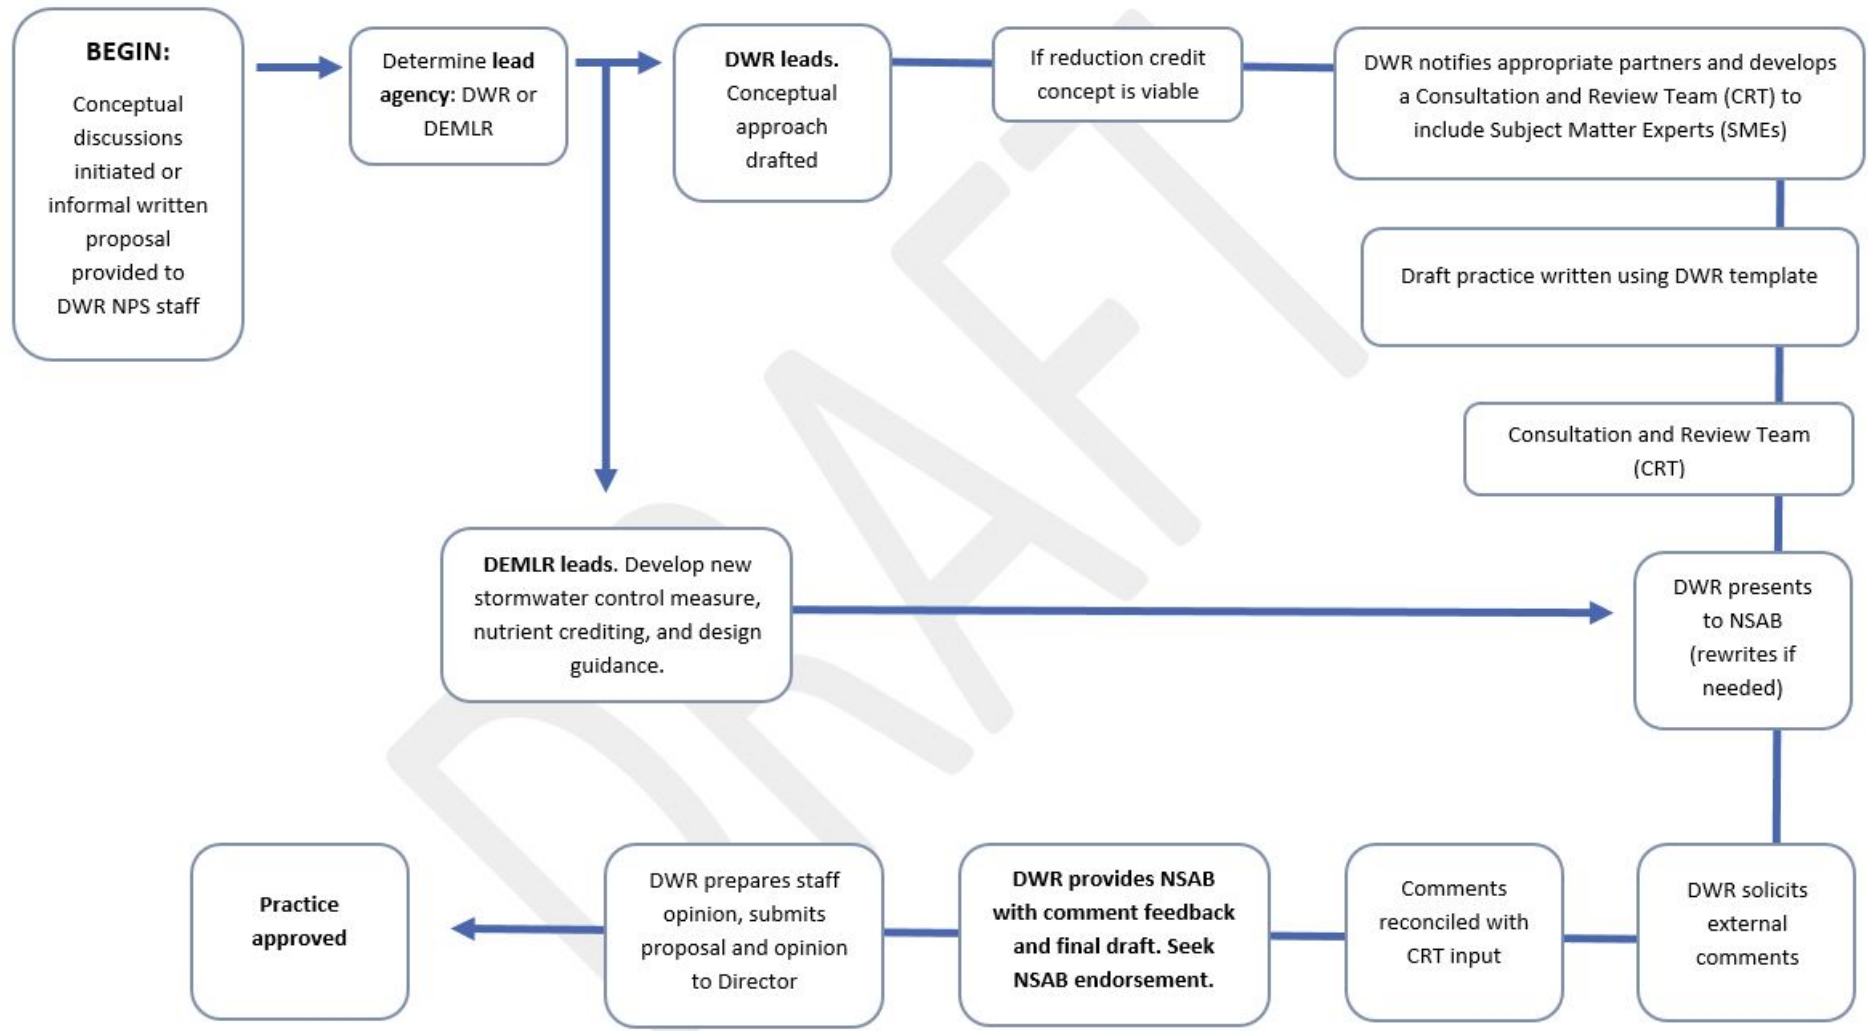 BEGIN:
Conceptual
discussions
initiated or
informal written
proposal
provided to
DWR NPS staff
Determine lead
agency: DWR or
DEMLR
DWR leads.
Conceptual
approach
drafted
If reduction credit
concept is viable
DWR notifies appropriate partners and develops
a Consultation and Review Team (CRT) to
include Subject Matter Experts (SMEs)
Draft practice written using DWR template
Consultation and Review Team
(CRT)
DEMLR leads. Develop new
stormwater control measure,
nutrient crediting, and design
guidance.
DWR presents
to NSAB
(rewrites if
needed)
DWR solicits
external
comments
Comments
reconciled with
CRT input
DWR provides NSAB
with comment feedback
and final draft. Seek
NSAB endorsement.
DWR prepares staff
opinion, submits
proposal and opinion
to Director
Practice
approved
DRAFT